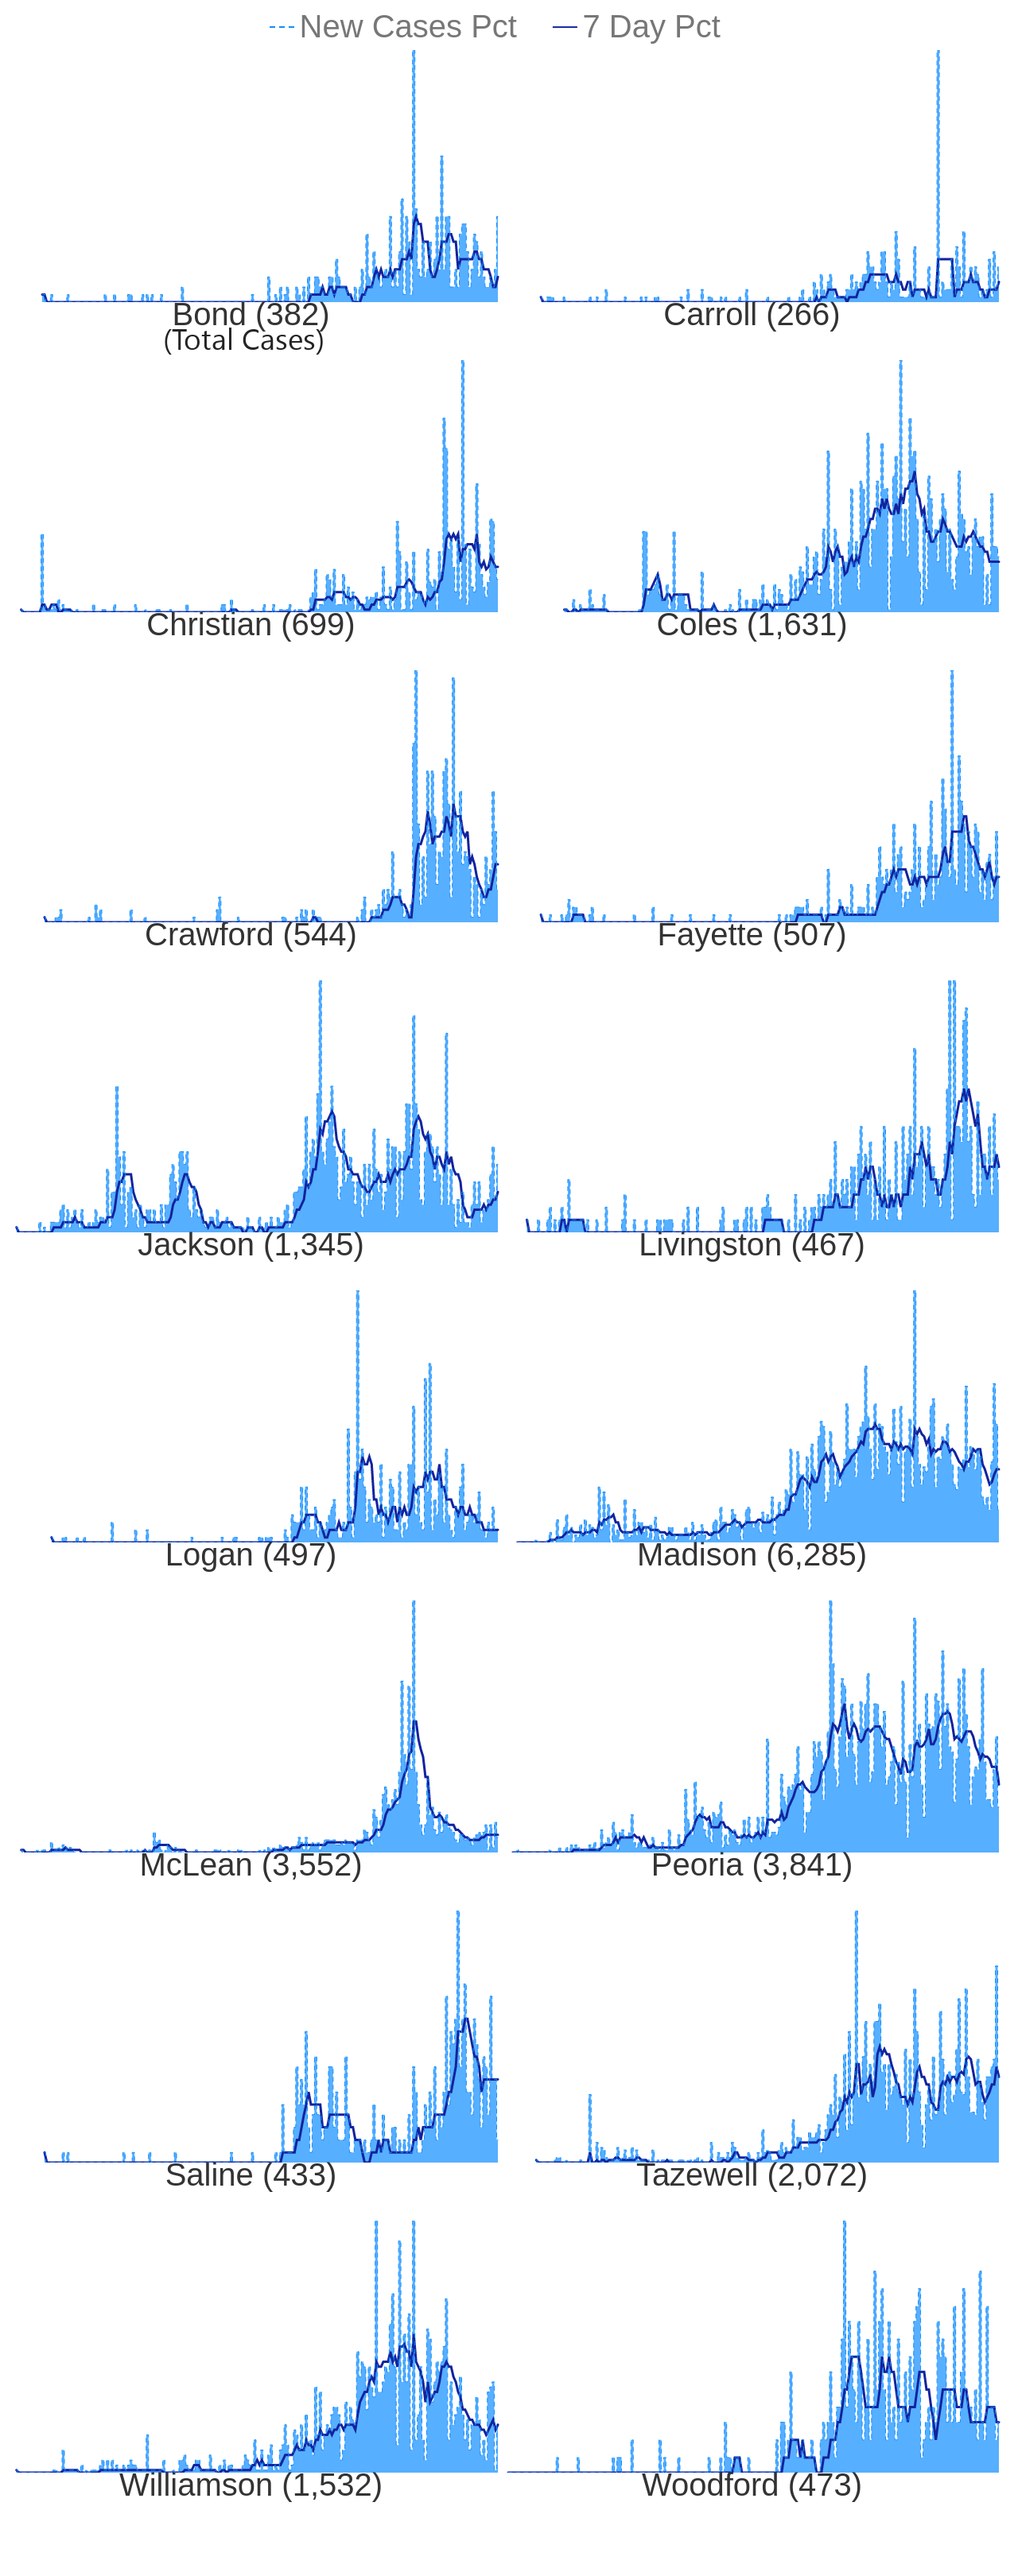 New Cases Pct 7 Day Pct
Bond (382) Carroll (266)
(Total Cases)
Christian (699) Coles (1,631)
Crawford (544) Fayette (507)
Jackson (1,345) Livingston (467)
Logan (497) Madison (6,285)
McLean (3,552) Peoria (3,841)
Saline (433) Tazewell (2,072)
Williamson (1,532) Woodford (473)